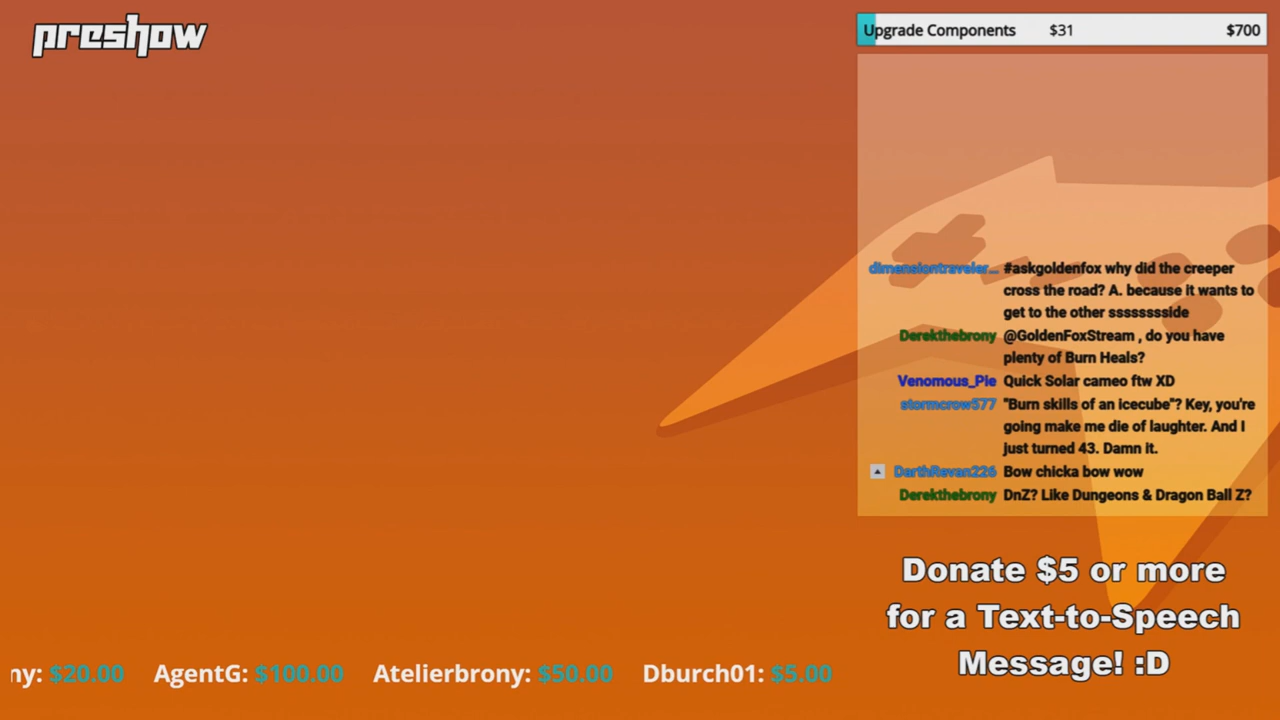 preshow
Upgrade Components $31 $700
dimensiontraveler... #askgoldenfox why did the creeper
cross the road? A. because it wants to
get to the other sssssssside
Derekthebrony @GoldenFoxStream , do you have
plenty of Burn Heals?
Venomous_Pie Quick Solar cameo ftw XD
stormcrow577 "Burn skills of an icecube"? Key, you're
going make me die of laughter. And I
just turned 43. Damn it.
DarthRevan226 Bow chicka bow wow
Derekthebrony DnZ? Like Dungeons & Dragon Ball Z?
Donate $5 or more
for a Text-to-Speech
Message! :D
ny: $20.00 AgentG: $100.00 Atelierbrony: $50.00 Dburch01: $5.00